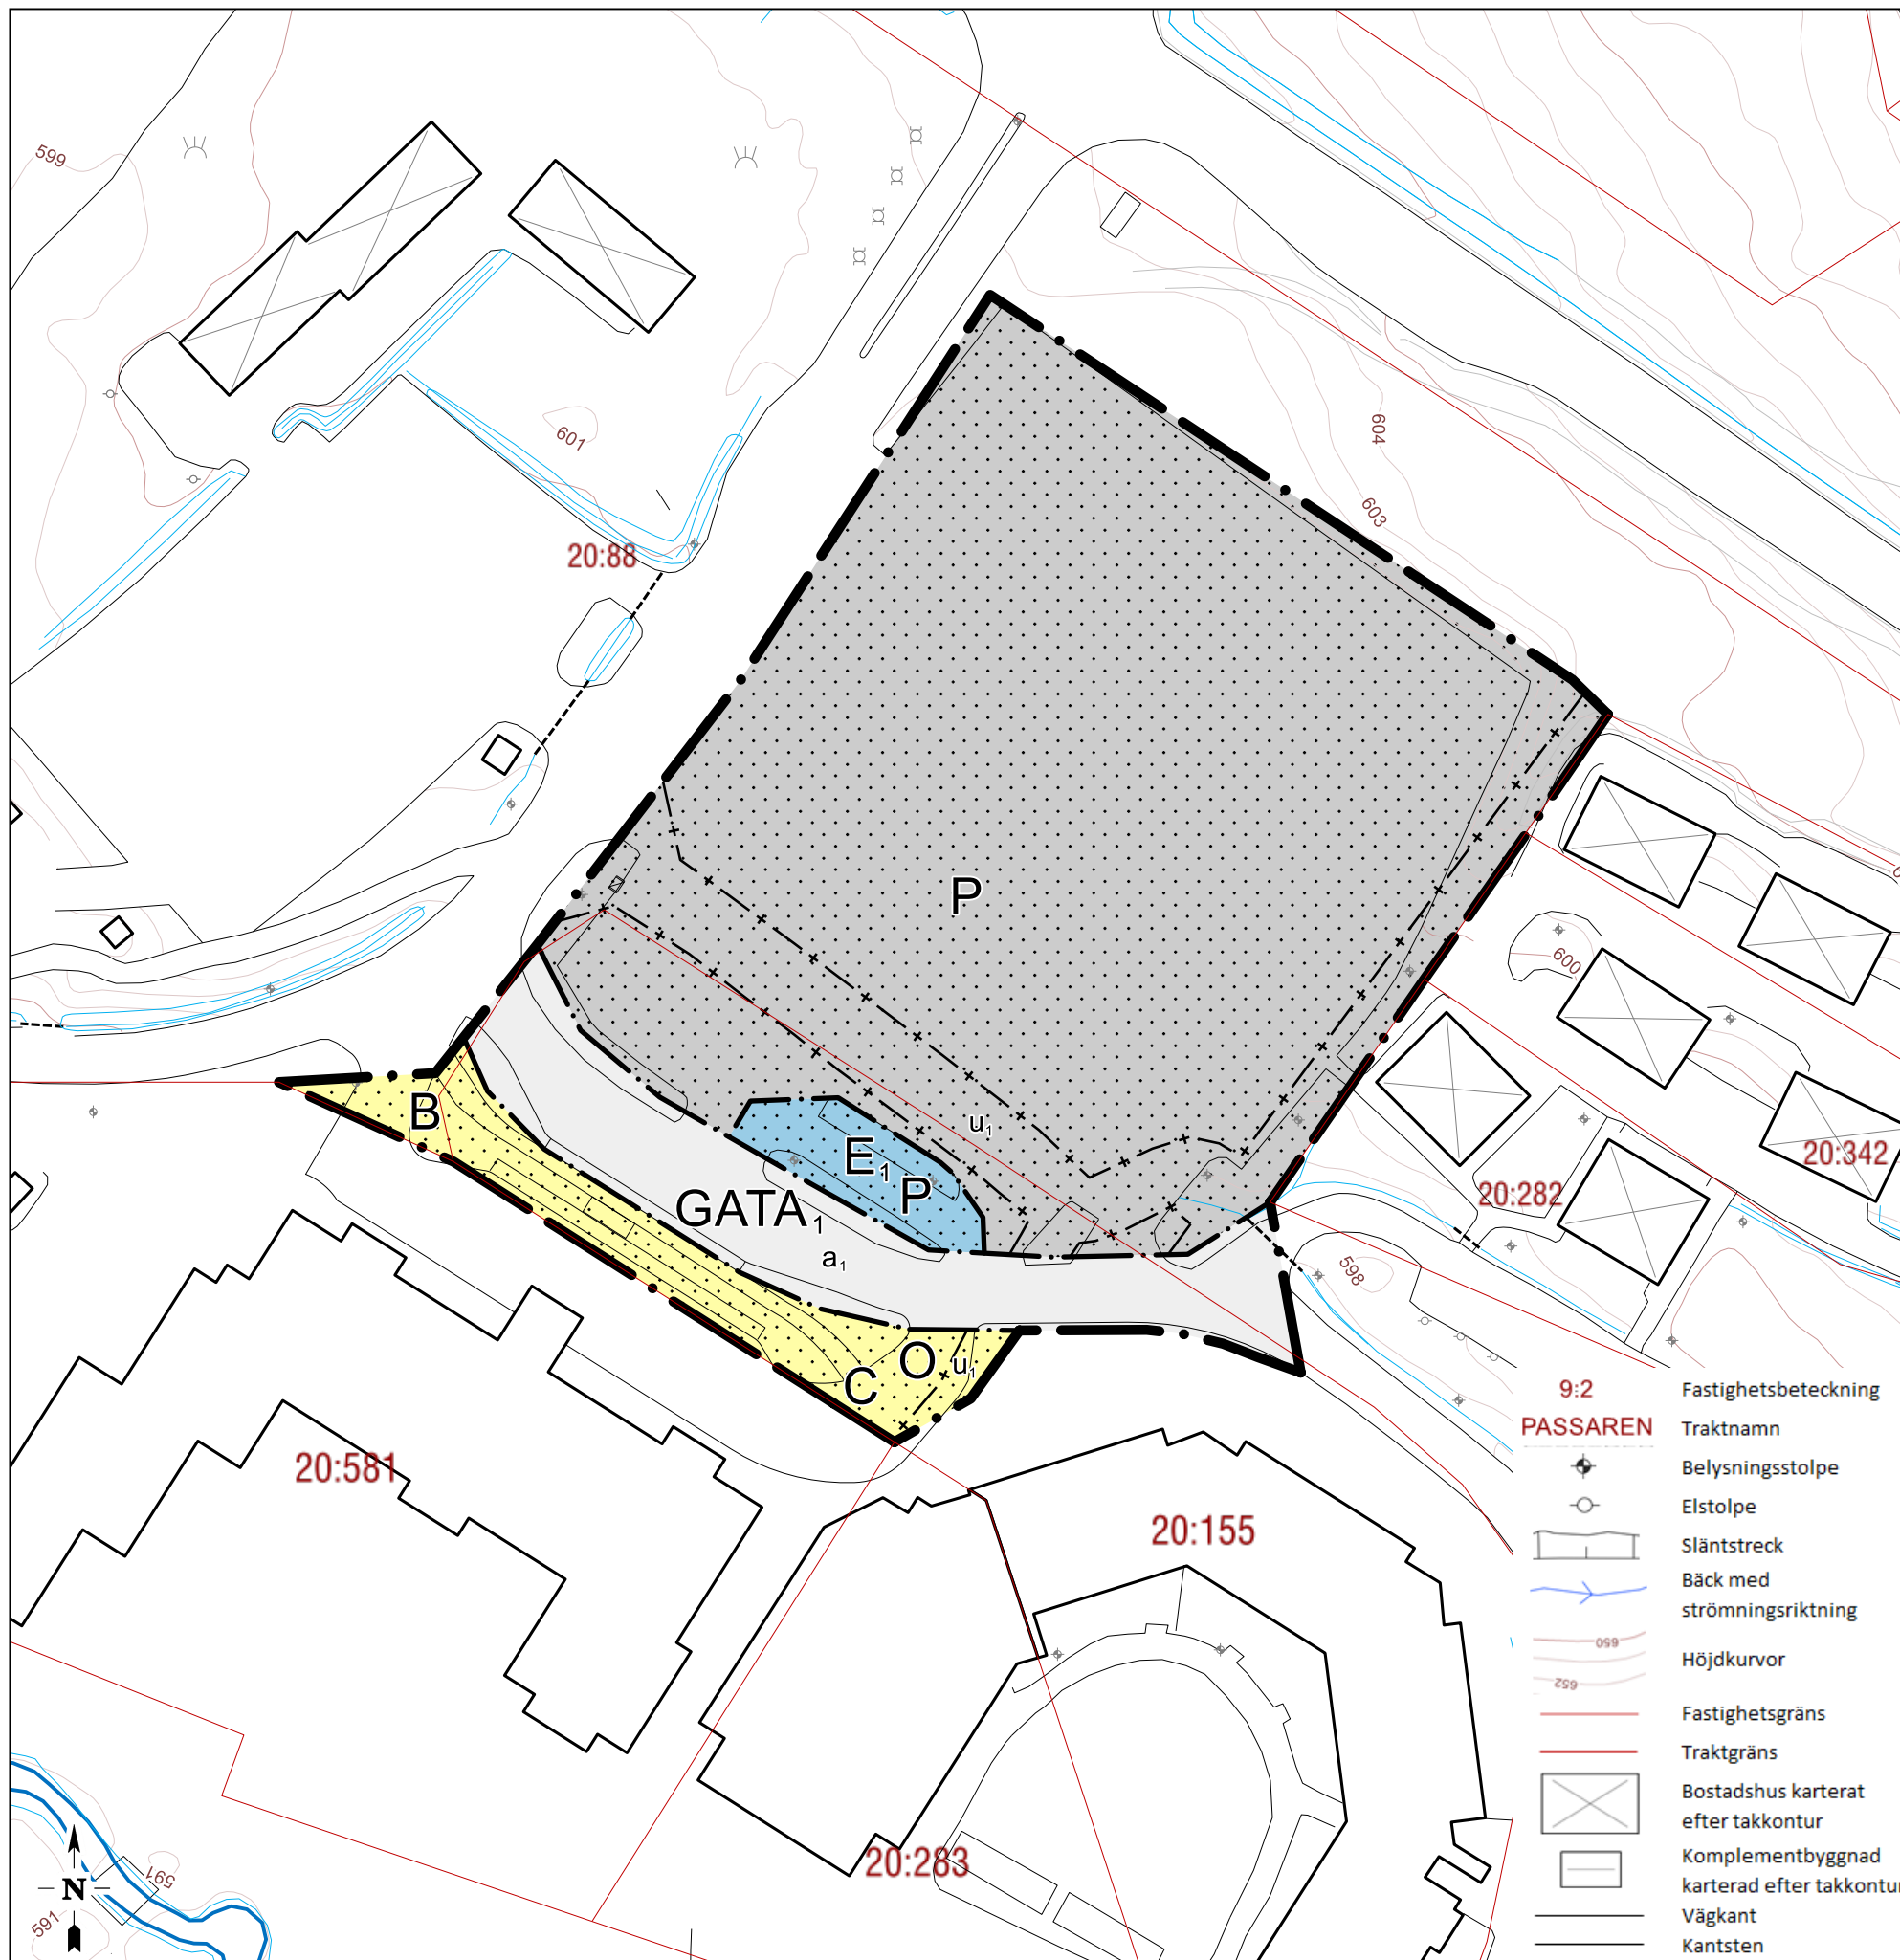 599
601
604
603
20:88
P
600
B
u1
E1
P
20:342
20:282
GATA1
a1
598
O u1
C
9:2 Fastighetsbeteckning
PASSAREN Traktnamn
Belysningsstolpe
Elstolpe
Släntstreck
Bäck med
strömningsriktning
650
Höjdkurvor
652
Fastighetsgräns
Traktgräns
Bostadshus karterat
efter takkontur
Komplementbyggnad
karterad efter takkontur
Vägkant
Kantsten
20:581
20:155
20:283
591
591
N